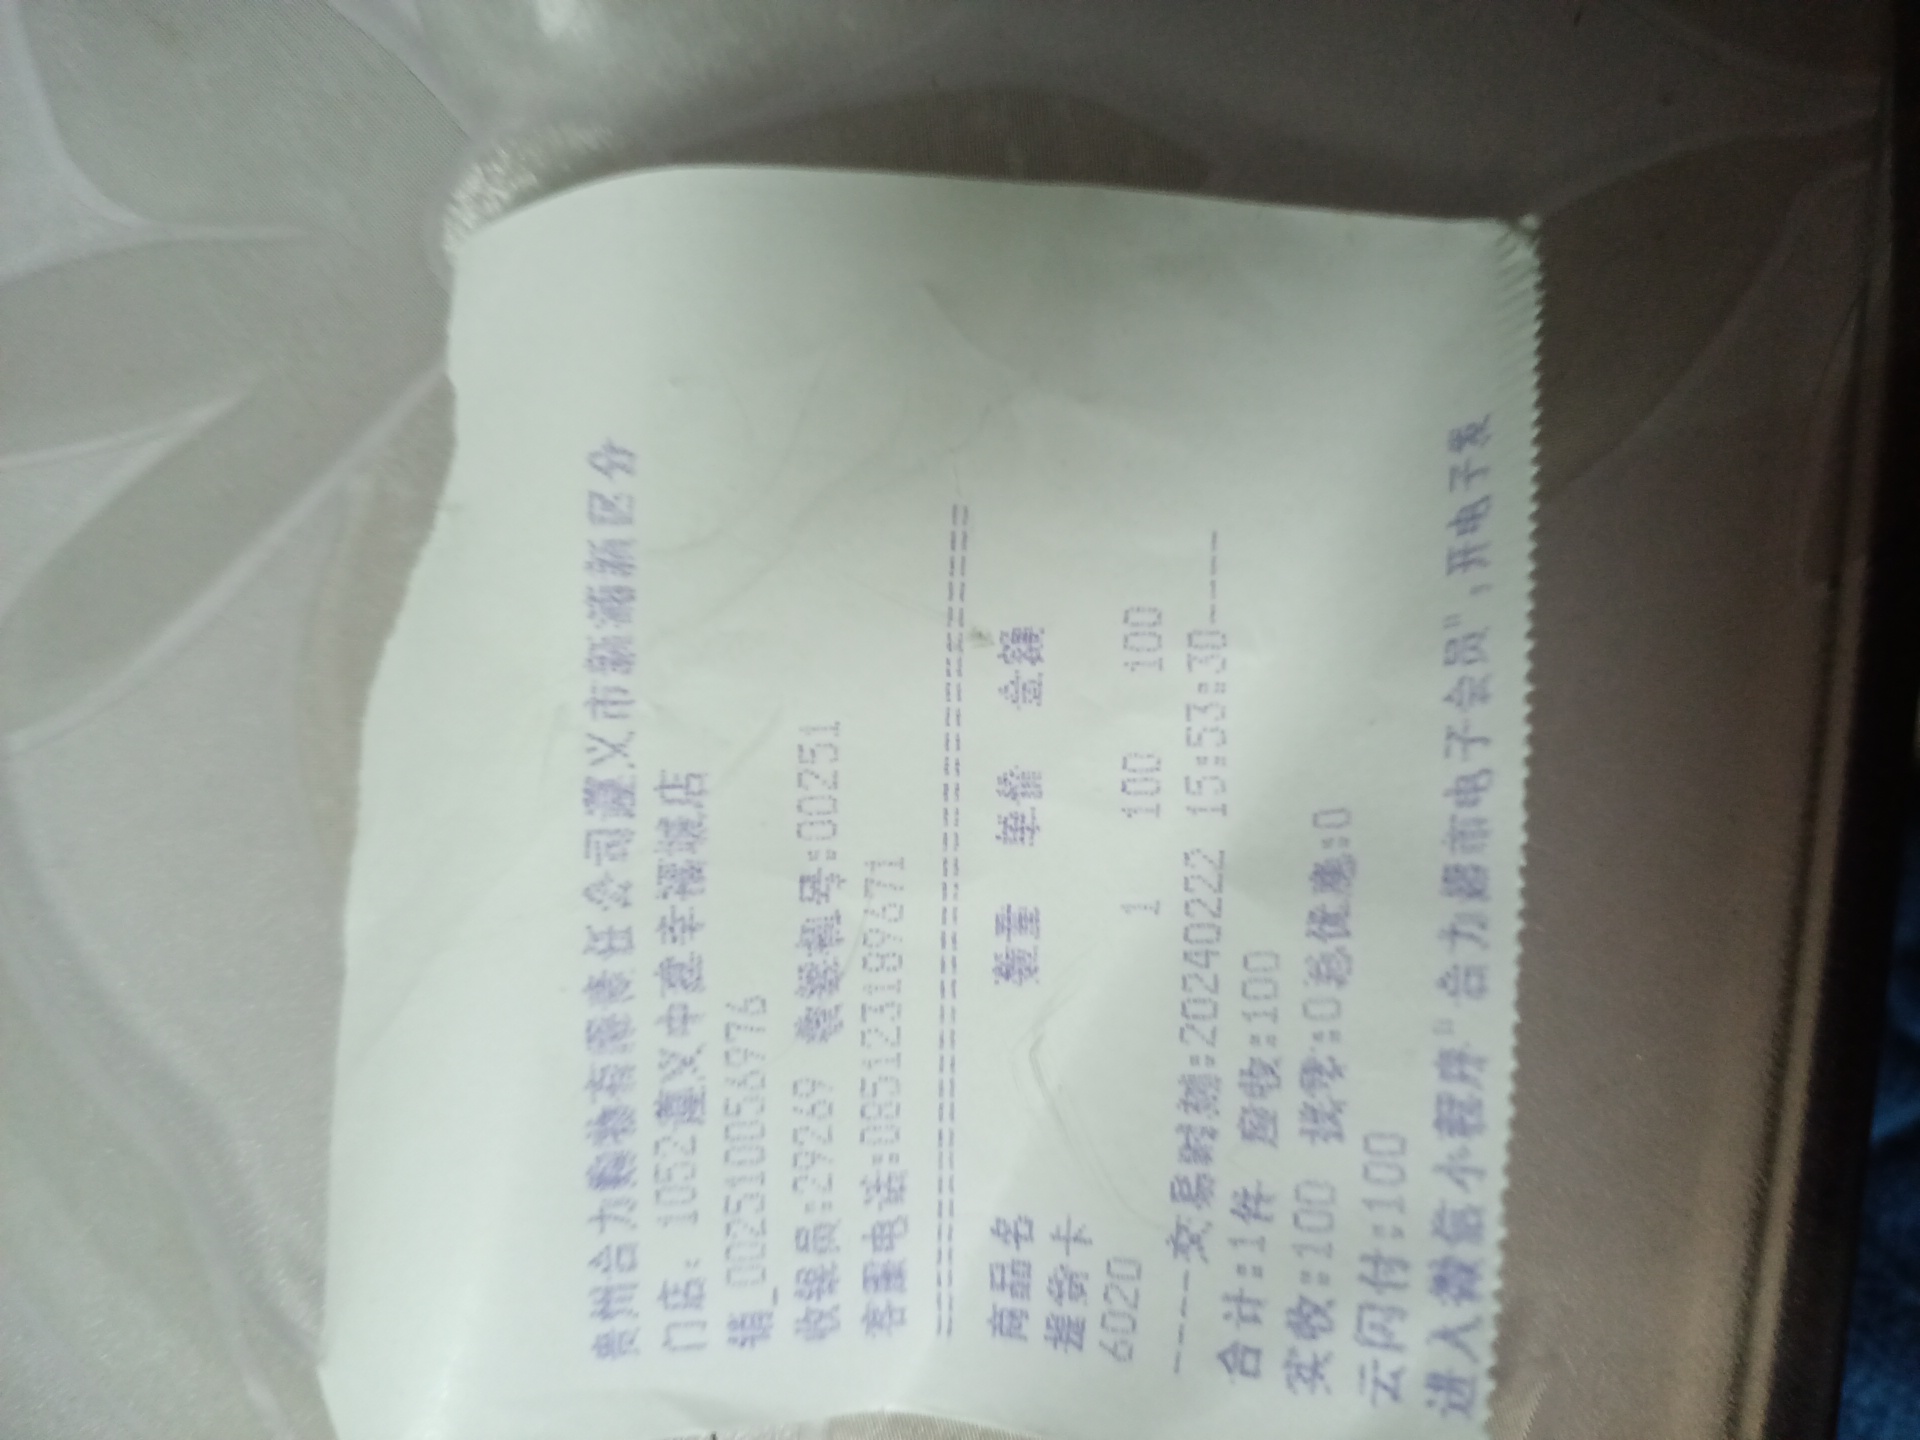 贵州合力购物有限责任公司遵义市新蒲新区分
门店: 1052遵义中建幸福城店
销_002510056976
收银员:29269 收银机号:00251
客服电话:085123189671
==========================================
商品名 数量 单价 金额
提货卡
6020 1 100 100
-----交易时刻:20240222 15:53:30----
合计:1件 应收:100
实收:100 找零:0总优惠:0
云闪付:100
进入微信小程序"合力超市电子会员",开电子发